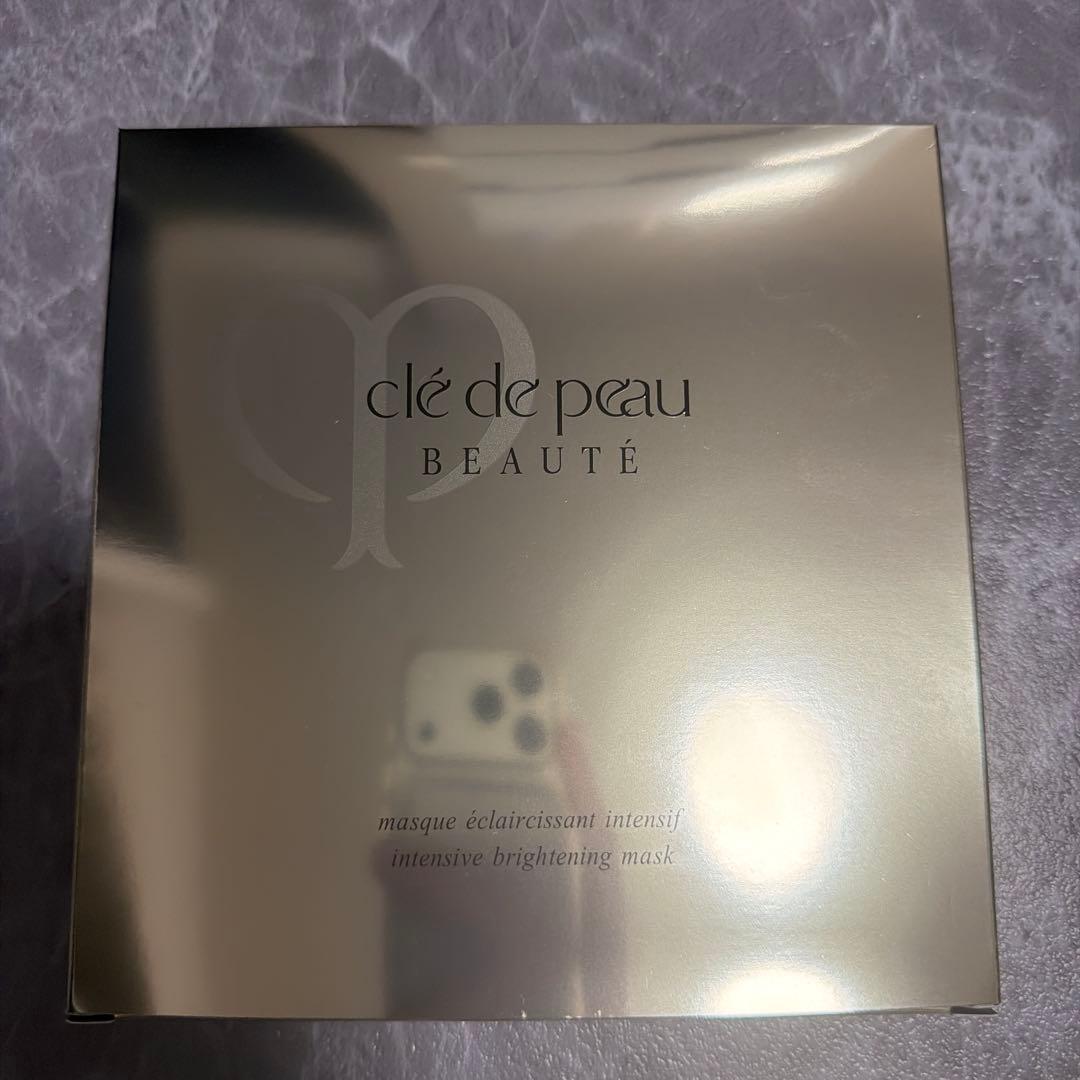 clé de peau
BEAUTÉ
masque éclaircissant intensif
intensive brightening mask